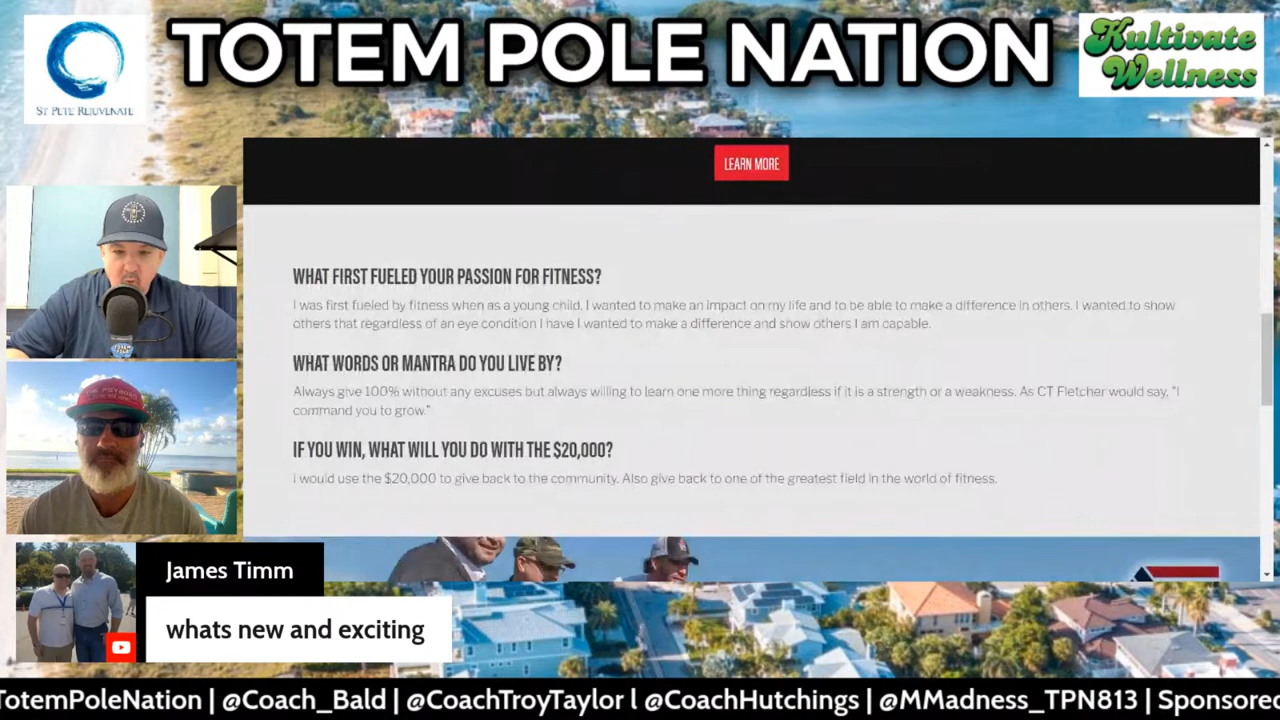 TOTEM POLE NATION
ST PETE REJUVENATE
Kultivate
Wellness
LEARN MORE
WHAT FIRST FUELED YOUR PASSION FOR FITNESS?
I was first fueled by fitness when as a young child. I wanted to make an impact on my life and to be able to make a difference in others. I wanted to show
others that regardless of an eye condition I have I wanted to make a difference and show others I am capable.
WHAT WORDS OR MANTRA DO YOU LIVE BY?
Always give 100% without any excuses but always willing to learn one more thing regardless if it is a strength or a weakness. As CT Fletcher would say, "I
command you to grow."
IF YOU WIN, WHAT WILL YOU DO WITH THE $20,000?
I would use the $20,000 to give back to the community. Also give back to one of the greatest field in the world of fitness.
James Timm
whats new and exciting
TotemPoleNation | @Coach_Bald | @CoachTroyTaylor l @CoachHutchings | @MMadness_TPN813 | Sponsored